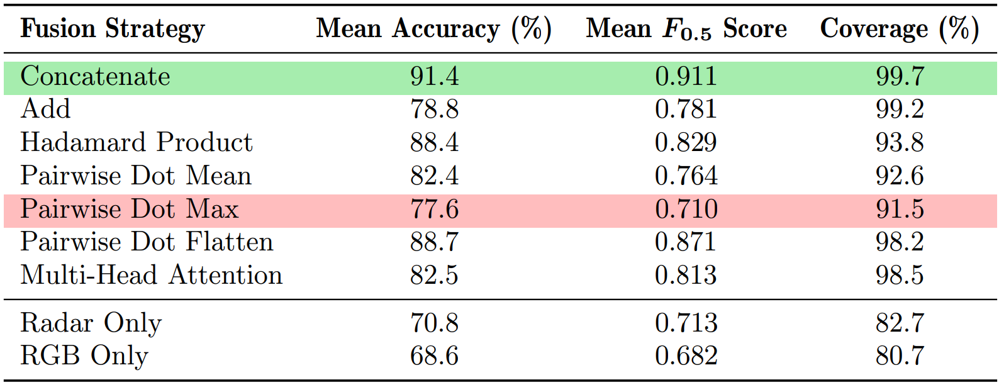 Fusion Strategy Mean Accuracy (%) Mean F0.5 Score Coverage (%)
Concatenate 91.4 0.911 99.7
Add 78.8 0.781 99.2
Hadamard Product 88.4 0.829 93.8
Pairwise Dot Mean 82.4 0.764 92.6
Pairwise Dot Max 77.6 0.710 91.5
Pairwise Dot Flatten 88.7 0.871 98.2
Multi-Head Attention 82.5 0.813 98.5
Radar Only 70.8 0.713 82.7
RGB Only 68.6 0.682 80.7